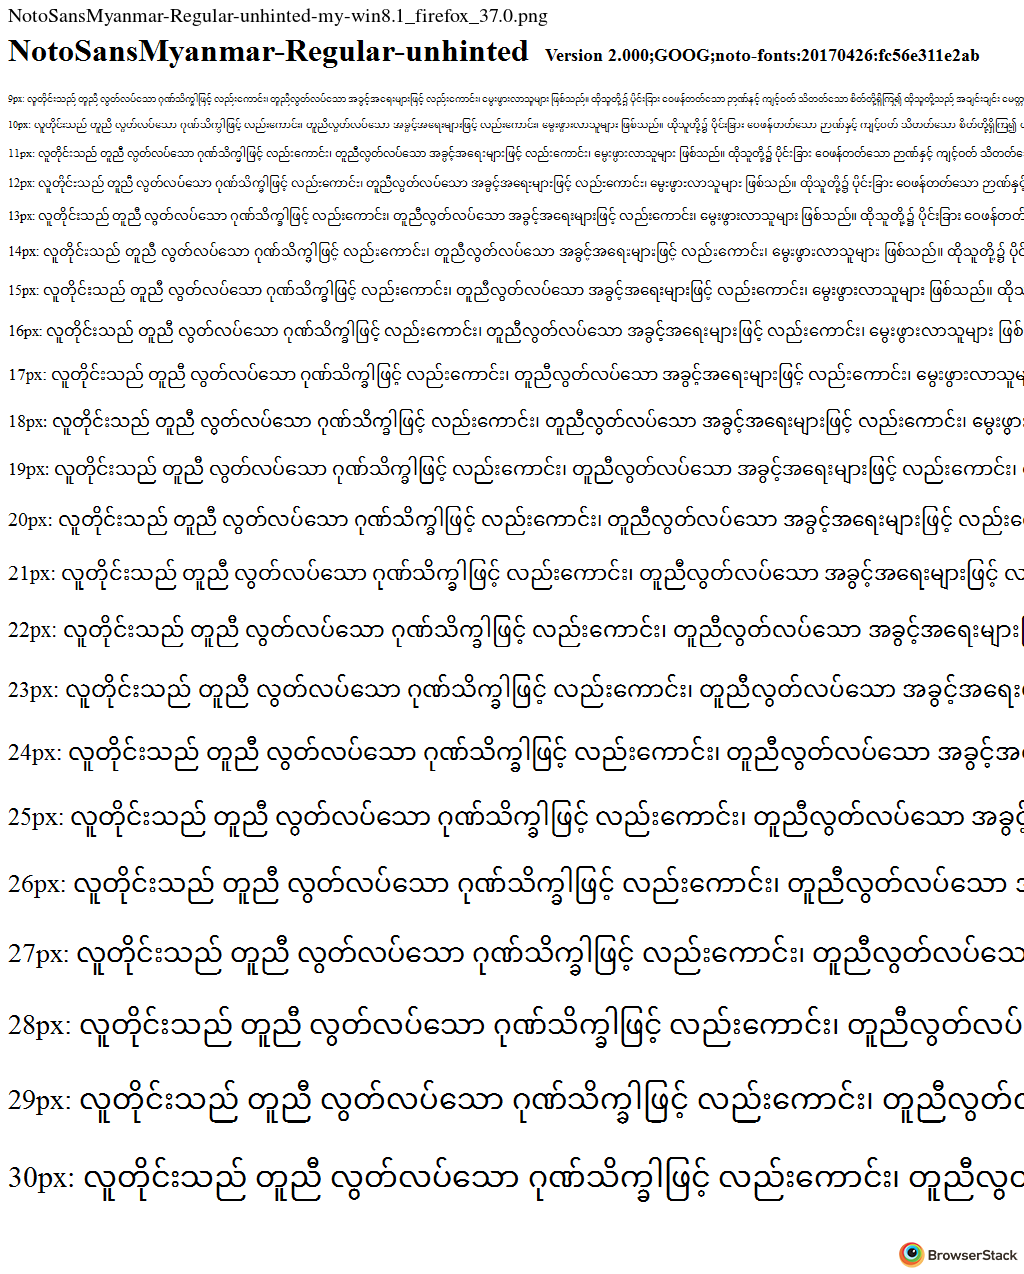 NotoSansMyanmar-Regular-unhinted-my-win8.1_firefox_37.0.png
NotoSansMyanmar-Regular-unhinted Version 2.000;GOOG;noto-fonts:20170426:fc56e311e2ab
9px: လူတိုင်းသည် တူညီ လွတ်လပ်သော ဂုဏ်သိက္ခါဖြင့် လည်းကောင်း၊ တူညီလွတ်လပ်သော အခွင့်အရေးများဖြင့် လည်းကောင်း၊ မွေးဖွားလာသူများ ဖြစ်သည်။ ထိုသူတို့၌ ပိုင်းခြား ဝေဖန်တတ်သော ဉာဏ်နှင့် ကျင့်ဝတ် သိတတ်သော စိတ်တို့ရှိကြ၍ ထိုသူတို့သည် အချင်းချင်း မေတ္တာ
10px: လူတိုင်းသည် တူညီ လွတ်လပ်သော ဂုဏ်သိက္ခါဖြင့် လည်းကောင်း၊ တူညီလွတ်လပ်သော အခွင့်အရေးများဖြင့် လည်းကောင်း၊ မွေးဖွားလာသူများ ဖြစ်သည်။ ထိုသူတို့၌ ပိုင်းခြား ဝေဖန်တတ်သော ဉာဏ်နှင့် ကျင့်ဝတ် သိတတ်သော စိတ်တို့ရှိကြ၍
11px: လူတိုင်းသည် တူညီ လွတ်လပ်သော ဂုဏ်သိက္ခါဖြင့် လည်းကောင်း၊ တူညီလွတ်လပ်သော အခွင့်အရေးများဖြင့် လည်းကောင်း၊ မွေးဖွားလာသူများ ဖြစ်သည်။ ထိုသူတို့၌ ပိုင်းခြား ဝေဖန်တတ်သော ဉာဏ်နှင့် ကျင့်ဝတ် သိတတ်သော
12px: လူတိုင်းသည် တူညီ လွတ်လပ်သော ဂုဏ်သိက္ခါဖြင့် လည်းကောင်း၊ တူညီလွတ်လပ်သော အခွင့်အရေးများဖြင့် လည်းကောင်း၊ မွေးဖွားလာသူများ ဖြစ်သည်။ ထိုသူတို့၌ ပိုင်းခြား ဝေဖန်တတ်သော ဉာဏ်နှင့်
13px: လူတိုင်းသည် တူညီ လွတ်လပ်သော ဂုဏ်သိက္ခါဖြင့် လည်းကောင်း၊ တူညီလွတ်လပ်သော အခွင့်အရေးများဖြင့် လည်းကောင်း၊ မွေးဖွားလာသူများ ဖြစ်သည်။ ထိုသူတို့၌ ပိုင်းခြား ဝေဖန်တတ်
14px: လူတိုင်းသည် တူညီ လွတ်လပ်သော ဂုဏ်သိက္ခါဖြင့် လည်းကောင်း၊ တူညီလွတ်လပ်သော အခွင့်အရေးများဖြင့် လည်းကောင်း၊ မွေးဖွားလာသူများ ဖြစ်သည်။ ထိုသူတို့၌ ပိုင်
15px: လူတိုင်းသည် တူညီ လွတ်လပ်သော ဂုဏ်သိက္ခါဖြင့် လည်းကောင်း၊ တူညီလွတ်လပ်သော အခွင့်အရေးများဖြင့် လည်းကောင်း၊ မွေးဖွားလာသူများ ဖြစ်သည်။ ထိုသ
16px: လူတိုင်းသည် တူညီ လွတ်လပ်သော ဂုဏ်သိက္ခါဖြင့် လည်းကောင်း၊ တူညီလွတ်လပ်သော အခွင့်အရေးများဖြင့် လည်းကောင်း၊ မွေးဖွားလာသူများ ဖြစ်
17px: လူတိုင်းသည် တူညီ လွတ်လပ်သော ဂုဏ်သိက္ခါဖြင့် လည်းကောင်း၊ တူညီလွတ်လပ်သော အခွင့်အရေးများဖြင့် လည်းကောင်း၊ မွေးဖွားလာသူမ
18px: လူတိုင်းသည် တူညီ လွတ်လပ်သော ဂုဏ်သိက္ခါဖြင့် လည်းကောင်း၊ တူညီလွတ်လပ်သော အခွင့်အရေးများဖြင့် လည်းကောင်း၊ မွေးဖွား
19px: လူတိုင်းသည် တူညီ လွတ်လပ်သော ဂုဏ်သိက္ခါဖြင့် လည်းကောင်း၊ တူညီလွတ်လပ်သော အခွင့်အရေးများဖြင့် လည်းကောင်း၊
20px: လူတိုင်းသည် တူညီ လွတ်လပ်သော ဂုဏ်သိက္ခါဖြင့် လည်းကောင်း၊ တူညီလွတ်လပ်သော အခွင့်အရေးများဖြင့် လည်းေ
21px: လူတိုင်းသည် တူညီ လွတ်လပ်သော ဂုဏ်သိက္ခါဖြင့် လည်းကောင်း၊ တူညီလွတ်လပ်သော အခွင့်အရေးများဖြင့် လ
22px: လူတိုင်းသည် တူညီ လွတ်လပ်သော ဂုဏ်သိက္ခါဖြင့် လည်းကောင်း၊ တူညီလွတ်လပ်သော အခွင့်အရေးများ
23px: လူတိုင်းသည် တူညီ လွတ်လပ်သော ဂုဏ်သိက္ခါဖြင့် လည်းကောင်း၊ တူညီလွတ်လပ်သော အခွင့်အရေး
24px: လူတိုင်းသည် တူညီ လွတ်လပ်သော ဂုဏ်သိက္ခါဖြင့် လည်းကောင်း၊ တူညီလွတ်လပ်သော အခွင့်အ
25px: လူတိုင်းသည် တူညီ လွတ်လပ်သော ဂုဏ်သိက္ခါဖြင့် လည်းကောင်း၊ တူညီလွတ်လပ်သော အခွင့်
26px: လူတိုင်းသည် တူညီ လွတ်လပ်သော ဂုဏ်သိက္ခါဖြင့် လည်းကောင်း၊ တူညီလွတ်လပ်သော
27px: လူတိုင်းသည် တူညီ လွတ်လပ်သော ဂုဏ်သိက္ခါဖြင့် လည်းကောင်း၊ တူညီလွတ်လပ်သော
28px: လူတိုင်းသည် တူညီ လွတ်လပ်သော ဂုဏ်သိက္ခါဖြင့် လည်းကောင်း၊ တူညီလွတ်လပ်
29px: လူတိုင်းသည် တူညီ လွတ်လပ်သော ဂုဏ်သိက္ခါဖြင့် လည်းကောင်း၊ တူညီလွတ်လ
30px: လူတိုင်းသည် တူညီ လွတ်လပ်သော ဂုဏ်သိက္ခါဖြင့် လည်းကောင်း၊ တူညီလွတ
BrowserStack